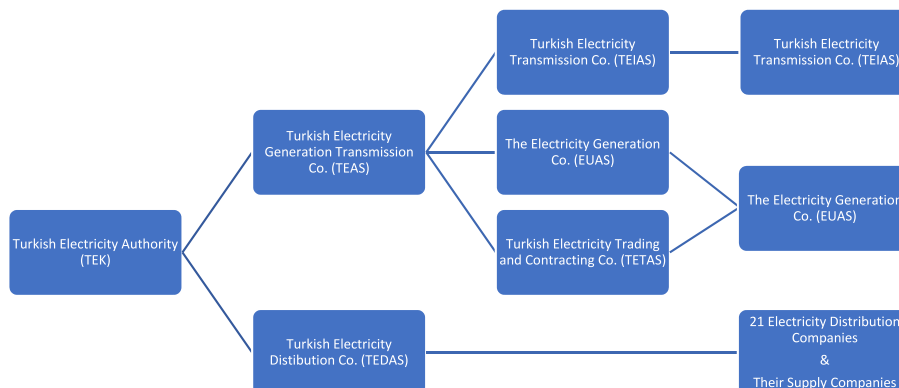 Turkish Electricity Authority
(TEK)
Turkish Electricity
Generation Transmission
Co. (TEAS)
Turkish Electricity
Distibution Co. (TEDAS)
Turkish Electricity
Transmission Co. (TEIAS)
The Electricity Generation
Co. (EUAS)
Turkish Electricity Trading
and Contracting Co. (TETAS)
Turkish Electricity
Transmission Co. (TEIAS)
The Electricity Generation
Co. (EUAS)
21 Electricity Distribution
Companies
&
Their Supply Companies